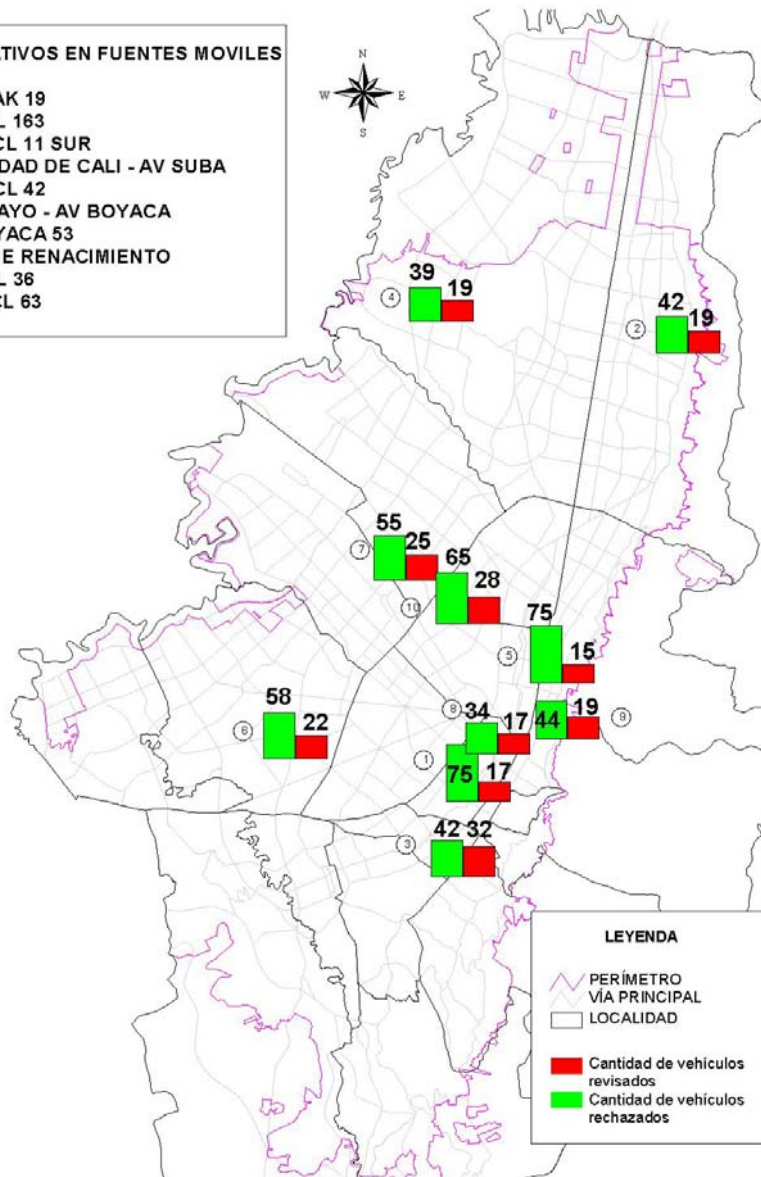 TIVOS EN FUENTES MOVILES
AK 19
L 163
CL 11 SUR
DAD DE CALI - AV SUBA
CL 42
AYO - AV BOYACA
YACA 53
E RENACIMIENTO
L 36
CL 63
N
W E
S
39
19
4
42
19
2
55
25
7
65
28
10
75
15
5
58
22
6
8
34
17
44
19
9
1
75
17
42 32
3
LEYENDA
PERÍMETRO
VÍA PRINCIPAL
LOCALIDAD
Cantidad de vehículos
revisados
Cantidad de vehículos
rechazados